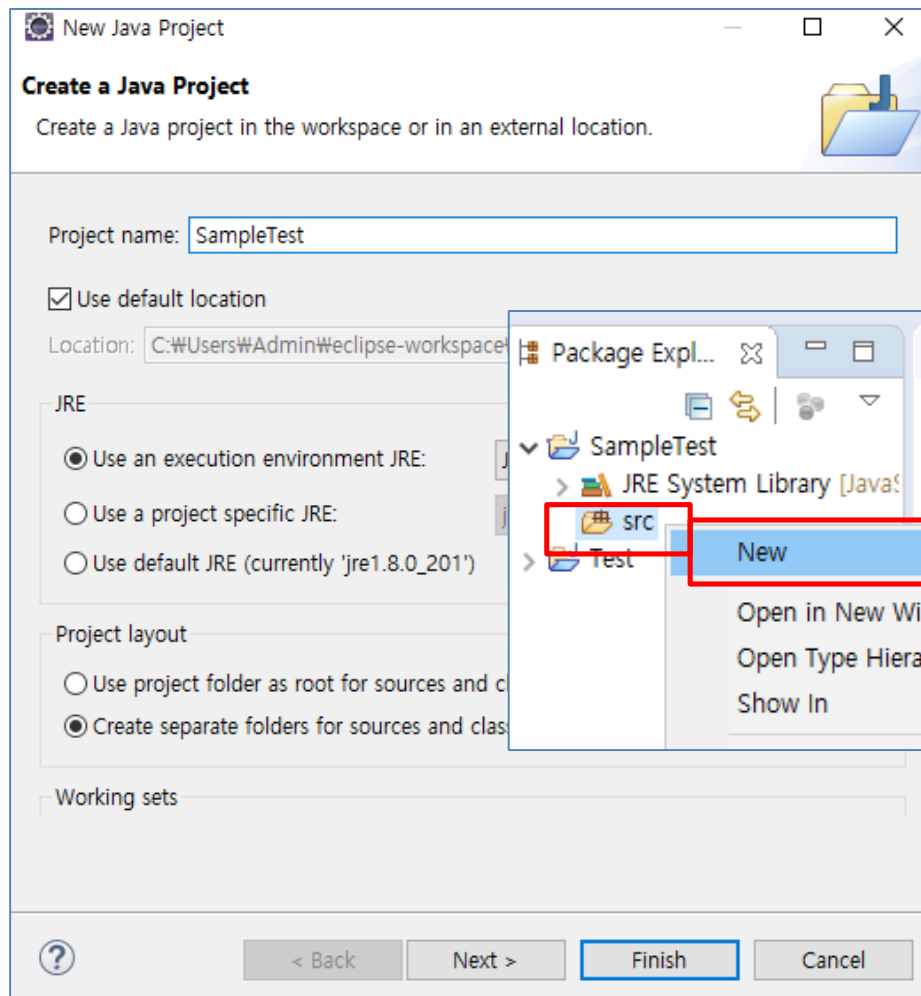 New Java Project
Create a Java Project
Create a Java project in the workspace or in an external location.
Project name: SampleTest
Use default location
Location: C:₩Users₩Admin₩eclipse-workspace₩
JRE
Use an execution environment JRE:
Use a project specific JRE:
Use default JRE (currently 'jre1.8.0_201')
Project layout
Use project folder as root for sources and cl
Create separate folders for sources and clas
Working sets
< Back
Next >
Finish
Cancel
Package Expl...
SampleTest
JRE System Library [JavaS
src
Test
New
Open in New Wi
Open Type Hiera
Show In